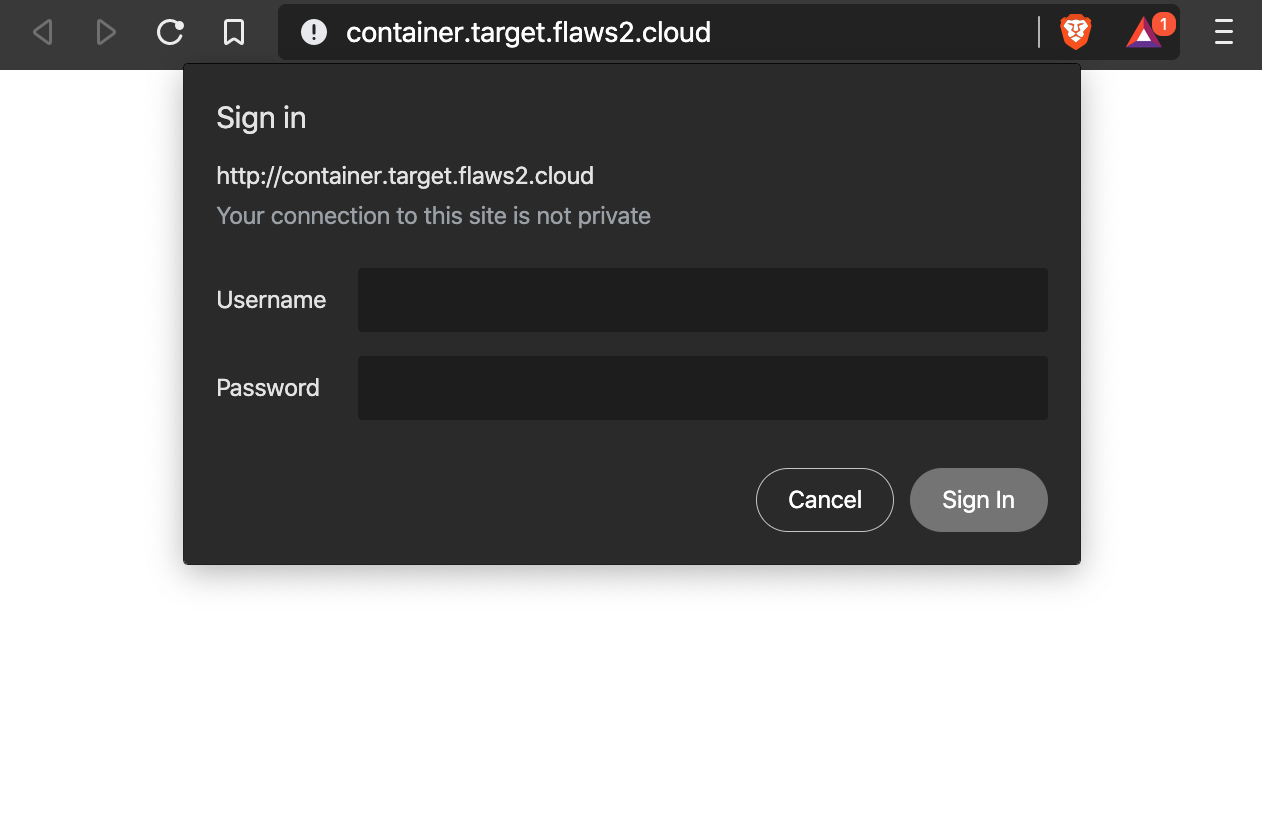 container.target.flaws2.cloud
1
Sign in
http://container.target.flaws2.cloud
Your connection to this site is not private
Username
Password
Cancel
Sign In